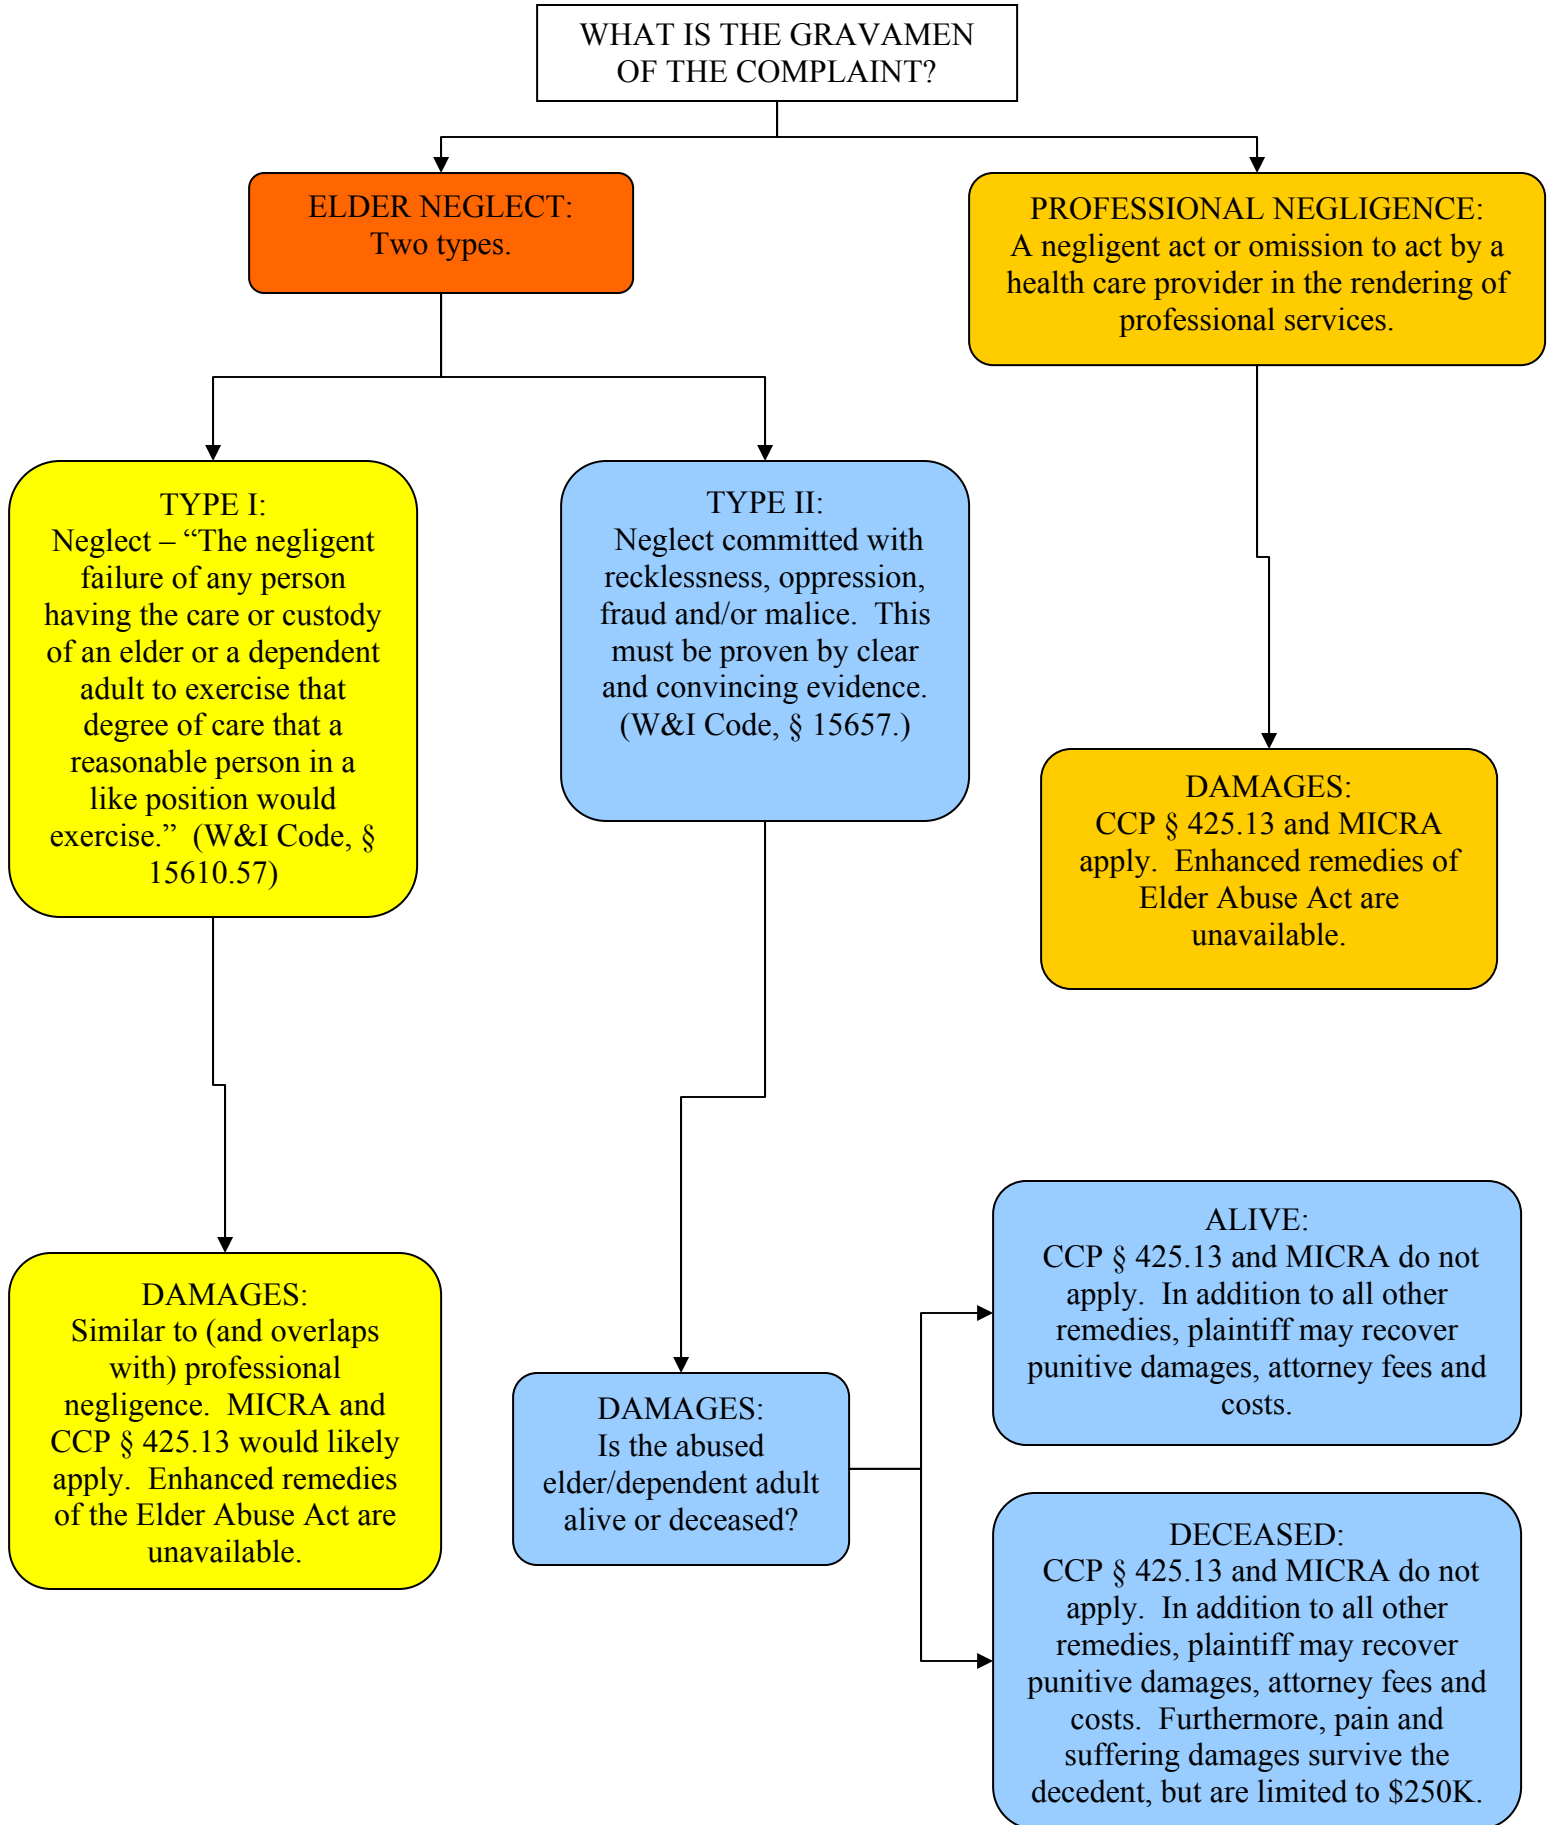 WHAT IS THE GRAVAMEN
OF THE COMPLAINT?
ELDER NEGLECT:
Two types.
PROFESSIONAL NEGLIGENCE:
A negligent act or omission to act by a
health care provider in the rendering of
professional services.
TYPE I:
Neglect – “The negligent
failure of any person
having the care or custody
of an elder or a dependent
adult to exercise that
degree of care that a
reasonable person in a
like position would
exercise.” (W&I Code, §
15610.57)
TYPE II:
Neglect committed with
recklessness, oppression,
fraud and/or malice. This
must be proven by clear
and convincing evidence.
(W&I Code, § 15657.)
DAMAGES:
CCP § 425.13 and MICRA
apply. Enhanced remedies of
Elder Abuse Act are
unavailable.
DAMAGES:
Similar to (and overlaps
with) professional
negligence. MICRA and
CCP § 425.13 would likely
apply. Enhanced remedies
of the Elder Abuse Act are
unavailable.
DAMAGES:
Is the abused
elder/dependent adult
alive or deceased?
ALIVE:
CCP § 425.13 and MICRA do not
apply. In addition to all other
remedies, plaintiff may recover
punitive damages, attorney fees and
costs.
DECEASED:
CCP § 425.13 and MICRA do not
apply. In addition to all other
remedies, plaintiff may recover
punitive damages, attorney fees and
costs. Furthermore, pain and
suffering damages survive the
decedent, but are limited to $250K.